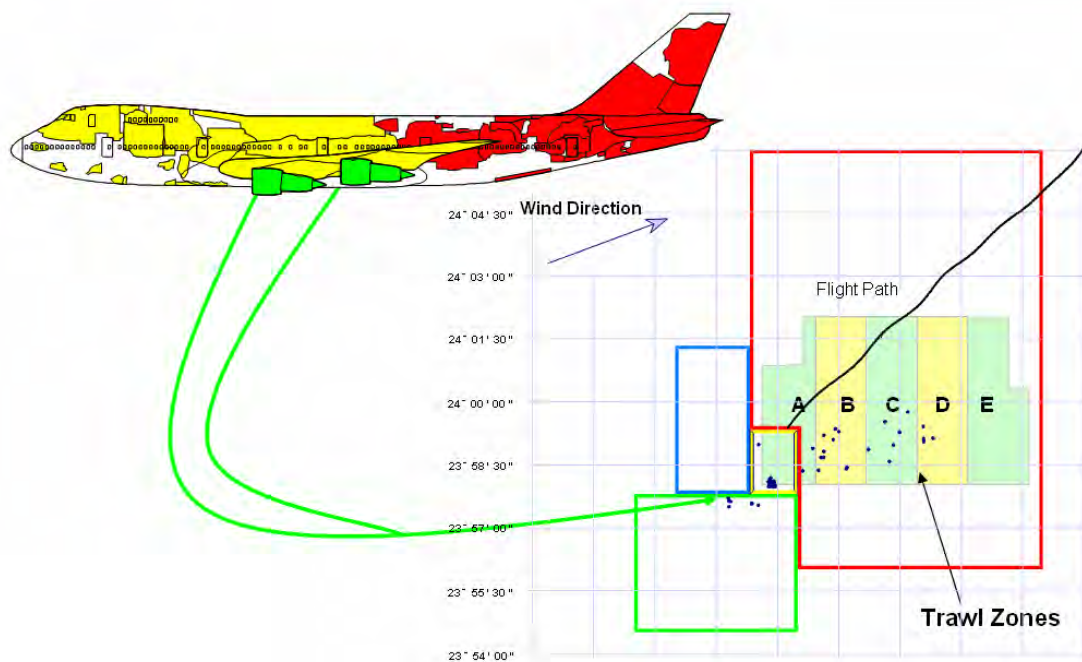 Wind Direction
24° 04' 30"
24° 03' 00"
Flight Path
24° 01' 30"
24° 00' 00"
A B C D E
23° 58' 30"
23° 57' 00"
23° 55' 30"
Trawl Zones
23° 54' 00"